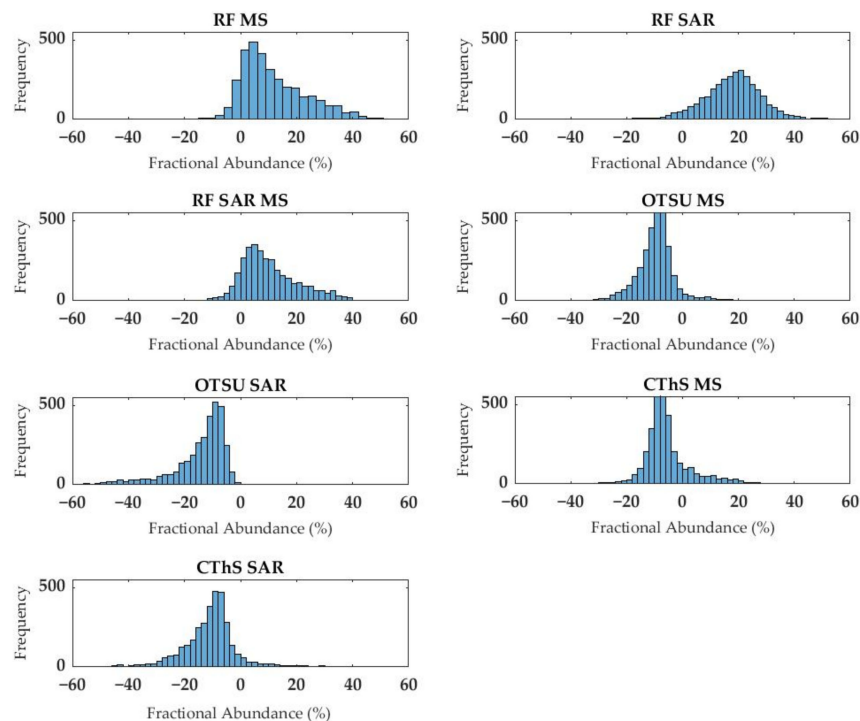 RF MS
500
Frequency
0
−60 −40 −20 0 20 40 60
Fractional Abundance (%)
RF SAR
500
Frequency
0
−60 −40 −20 0 20 40 60
Fractional Abundance (%)
RF SAR MS
500
Frequency
0
−60 −40 −20 0 20 40 60
Fractional Abundance (%)
OTSU MS
500
Frequency
0
−60 −40 −20 0 20 40 60
Fractional Abundance (%)
OTSU SAR
500
Frequency
0
−60 −40 −20 0 20 40 60
Fractional Abundance (%)
CThS MS
500
Frequency
0
−60 −40 −20 0 20 40 60
Fractional Abundance (%)
CThS SAR
500
Frequency
0
−60 −40 −20 0 20 40 60
Fractional Abundance (%)